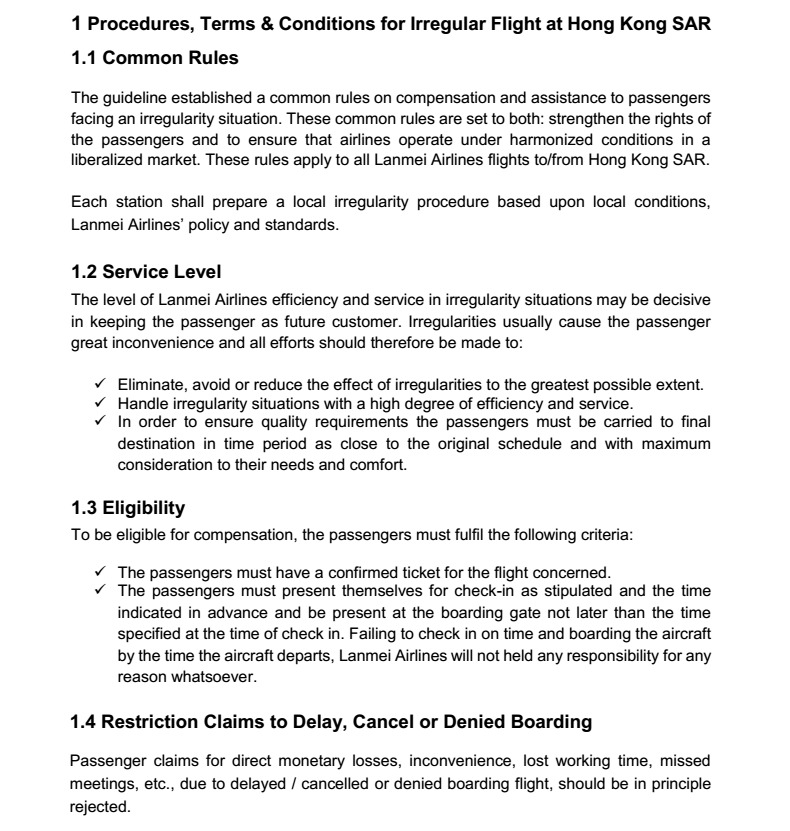 1 Procedures, Terms & Conditions for Irregular Flight at Hong Kong SAR
1.1 Common Rules
The guideline established a common rules on compensation and assistance to passengers
facing an irregularity situation. These common rules are set to both: strengthen the rights of
the passengers and to ensure that airlines operate under harmonized conditions in a
liberalized market. These rules apply to all Lanmei Airlines flights to/from Hong Kong SAR.
Each station shall prepare a local irregularity procedure based upon local conditions,
Lanmei Airlines' policy and standards.
1.2 Service Level
The level of Lanmei Airlines efficiency and service in irregularity situations may be decisive
in keeping the passenger as future customer. Irregularities usually cause the passenger
great inconvenience and all efforts should therefore be made to:
✓ Eliminate, avoid or reduce the effect of irregularities to the greatest possible extent.
✓ Handle irregularity situations with a high degree of efficiency and service.
✓ In order to ensure quality requirements the passengers must be carried to final
destination in time period as close to the original schedule and with maximum
consideration to their needs and comfort.
1.3 Eligibility
To be eligible for compensation, the passengers must fulfil the following criteria:
✓ The passengers must have a confirmed ticket for the flight concerned.
✓ The passengers must present themselves for check-in as stipulated and the time
indicated in advance and be present at the boarding gate not later than the time
specified at the time of check in. Failing to check in on time and boarding the aircraft
by the time the aircraft departs, Lanmei Airlines will not held any responsibility for any
reason whatsoever.
1.4 Restriction Claims to Delay, Cancel or Denied Boarding
Passenger claims for direct monetary losses, inconvenience, lost working time, missed
meetings, etc., due to delayed / cancelled or denied boarding flight, should be in principle
rejected.